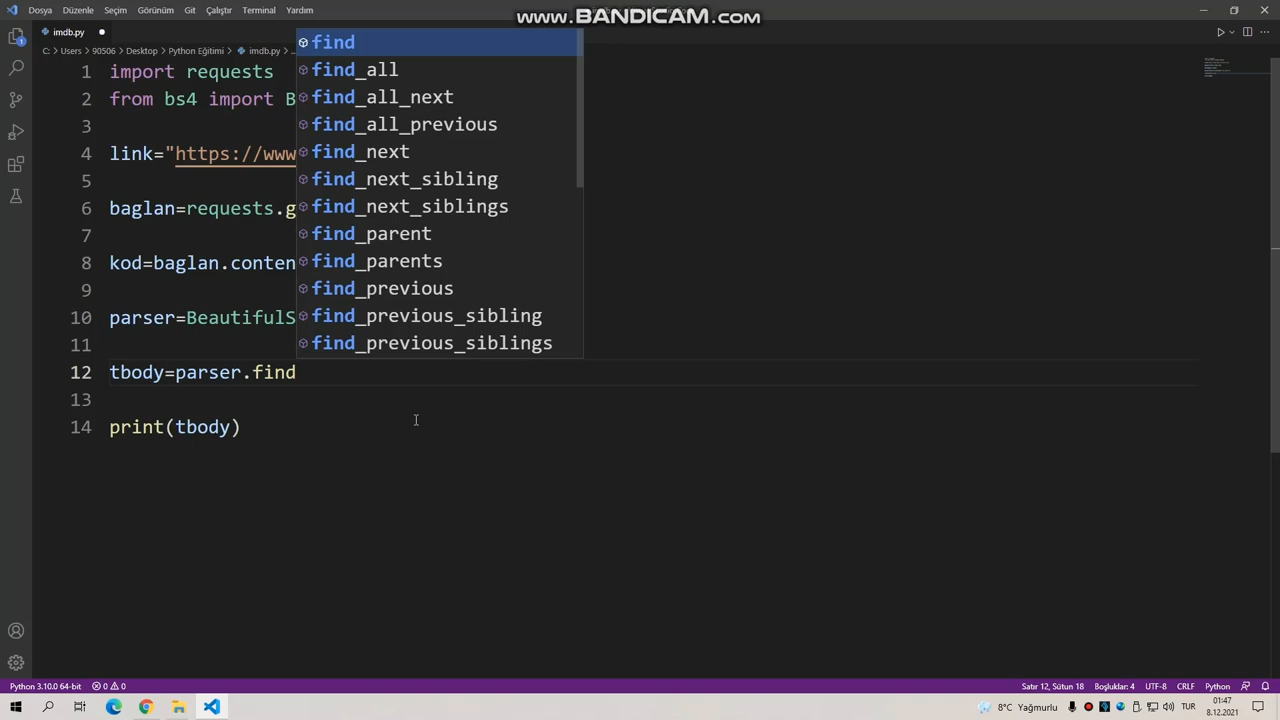 www.BANDICAM.com
Dosya Düzenle Seçim Görünüm Git Çalıştır Terminal Yardım
imdb.py
C: > Users > 90506 > Desktop > Python Eğitimi > imdb.py > ...
1 import requests
2 from bs4 import B
3
4 link="https://www
5
6 baglan=requests.g
7
8 kod=baglan.conten
9
10 parser=BeautifulS
11
12 tbody=parser.find
13
14 print(tbody)
find
find_all
find_all_next
find_all_previous
find_next
find_next_sibling
find_next_siblings
find_parent
find_parents
find_previous
find_previous_sibling
find_previous_siblings
Python 3.10.0 64-bit 0 0 Satır 12, Sütun 18 Boşluklar: 4 UTF-8 CRLF Python
8°C Yağmurlu TUR 01:47
8.12.2021